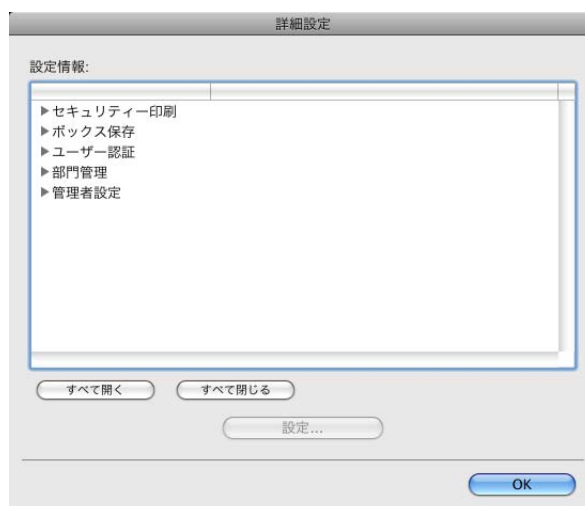 詳細設定
設定情報:
▶セキュリティー印刷
▶ボックス保存
▶ユーザー認証
▶部門管理
▶管理者設定
すべて開く すべて閉じる
設定...
OK